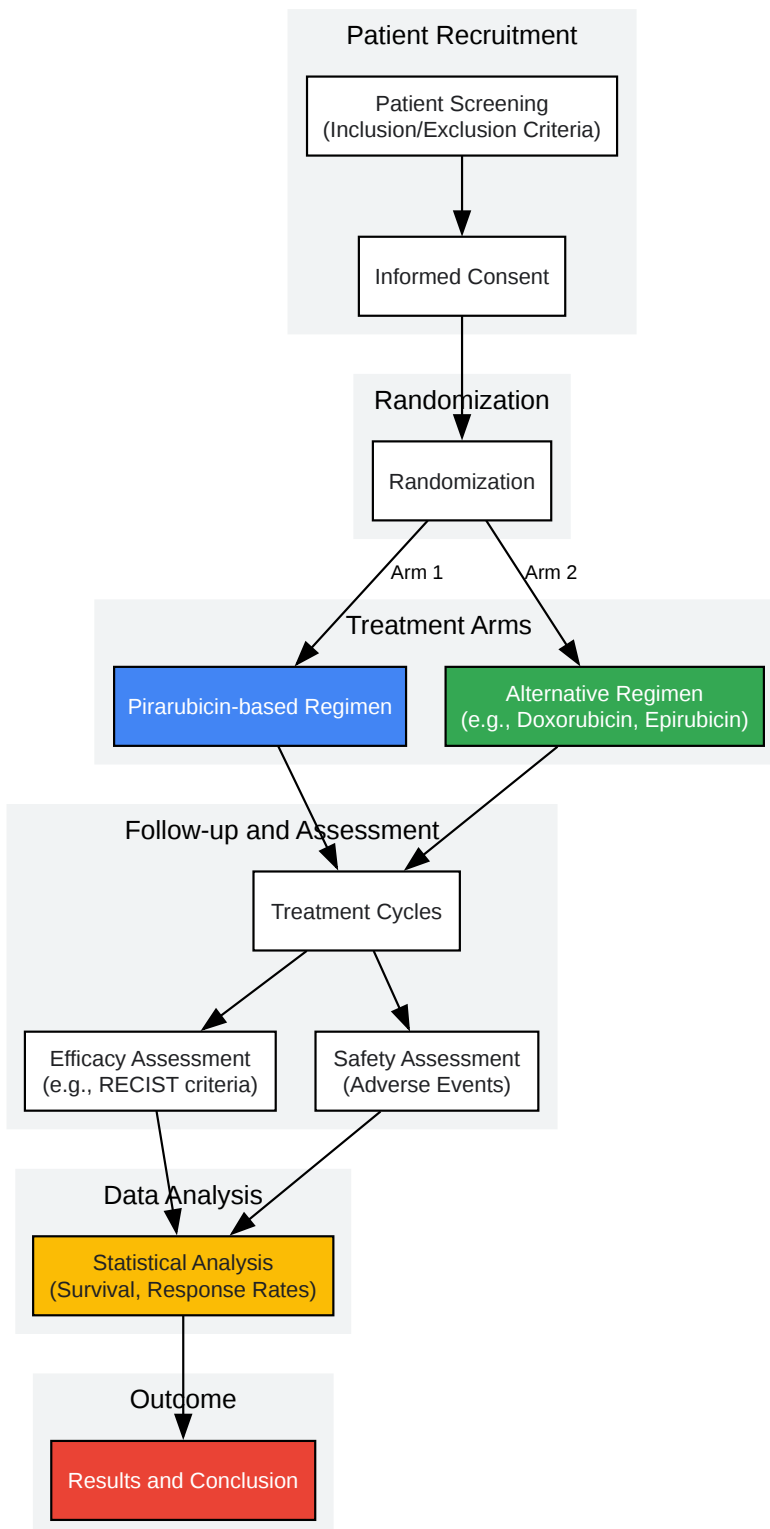 Patient Recruitment
Patient Screening
(Inclusion/Exclusion Criteria)
Informed Consent
Randomization
Randomization
Arm 1
Arm 2
Treatment Arms
Pirarubicin-based Regimen
Alternative Regimen
(e.g., Doxorubicin, Epirubicin)
Follow-up and Assessment
Treatment Cycles
Efficacy Assessment
(e.g., RECIST criteria)
Safety Assessment
(Adverse Events)
Data Analysis
Statistical Analysis
(Survival, Response Rates)
Outcome
Results and Conclusion